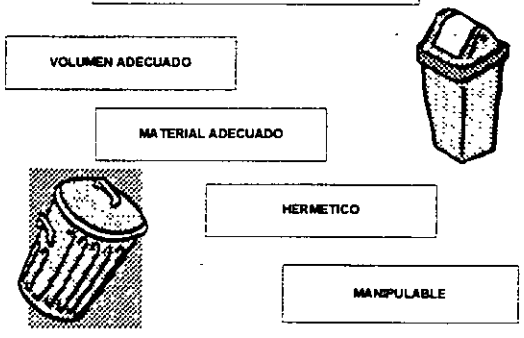 VOLUMEN ADECUADO
MATERIAL ADECUADO
HERMETICO
MANIPULABLE